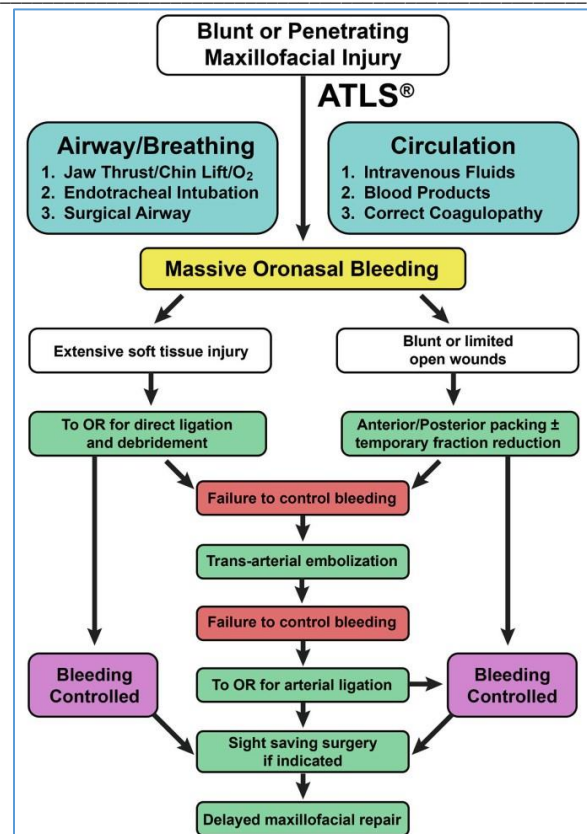 Blunt or Penetrating
Maxillofacial Injury
ATLS®
Airway/Breathing
1. Jaw Thrust/Chin Lift/O₂
2. Endotracheal Intubation
3. Surgical Airway
Circulation
1. Intravenous Fluids
2. Blood Products
3. Correct Coagulopathy
Massive Oronasal Bleeding
Extensive soft tissue injury
Blunt or limited
open wounds
To OR for direct ligation
and debridement
Anterior/Posterior packing ±
temporary fraction reduction
Failure to control bleeding
Trans-arterial embolization
Failure to control bleeding
Bleeding
Controlled
To OR for arterial ligation
Bleeding
Controlled
Sight saving surgery
if indicated
Delayed maxillofacial repair